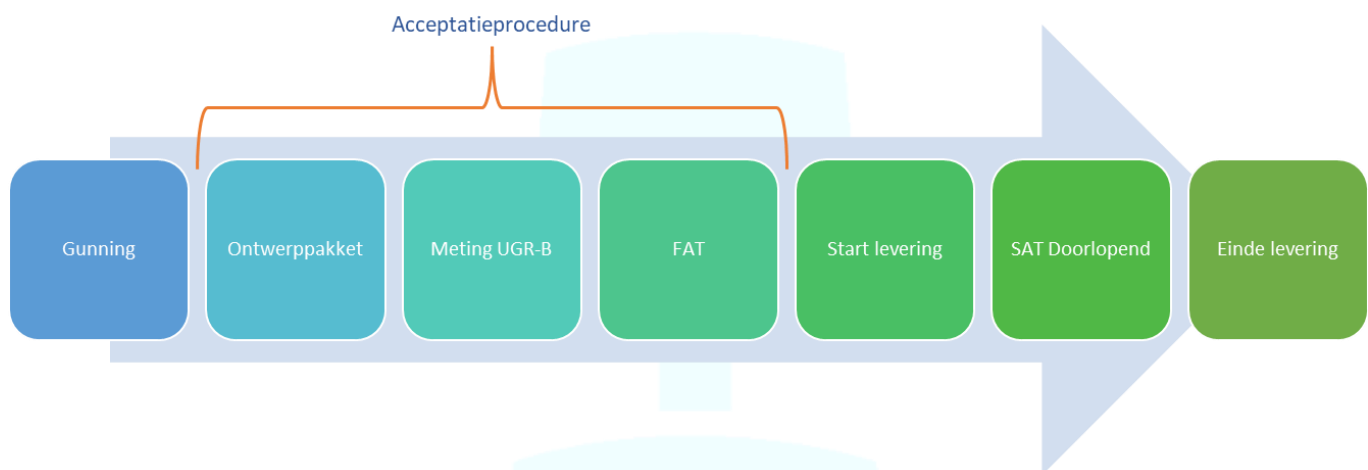 Acceptatieprocedure
Gunning
Ontwerppakket
Meting UGR-B
FAT
Start levering
SAT Doorlopend
Einde levering